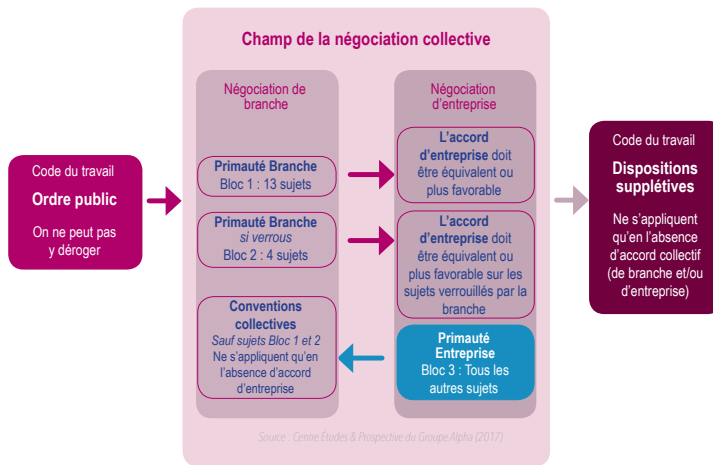 Champ de la négociation collective
Code du travail
Ordre public
On ne peut pas
y déroger
Négociation de
branche
Primauté Branche
Bloc 1 : 13 sujets
Primauté Branche
si verrous
Bloc 2 : 4 sujets
Conventions
collectives
Sauf sujets Bloc 1 et 2
Ne s’appliquent qu’en
l’absence d’accord
d’entreprise
Négociation
d’entreprise
L’accord
d’entreprise doit
être équivalent ou
plus favorable
L’accord
d’entreprise doit
être équivalent ou
plus favorable sur les
sujets verrouillés par la
branche
Primauté
Entreprise
Bloc 3 : Tous les
autres sujets
Code du travail
Dispositions
supplétives
Ne s’appliquent
qu’en l’absence
d’accord collectif
(de branche et/ou
d’entreprise)
Source : Centre Études & Prospective du Groupe Alpha (2017)